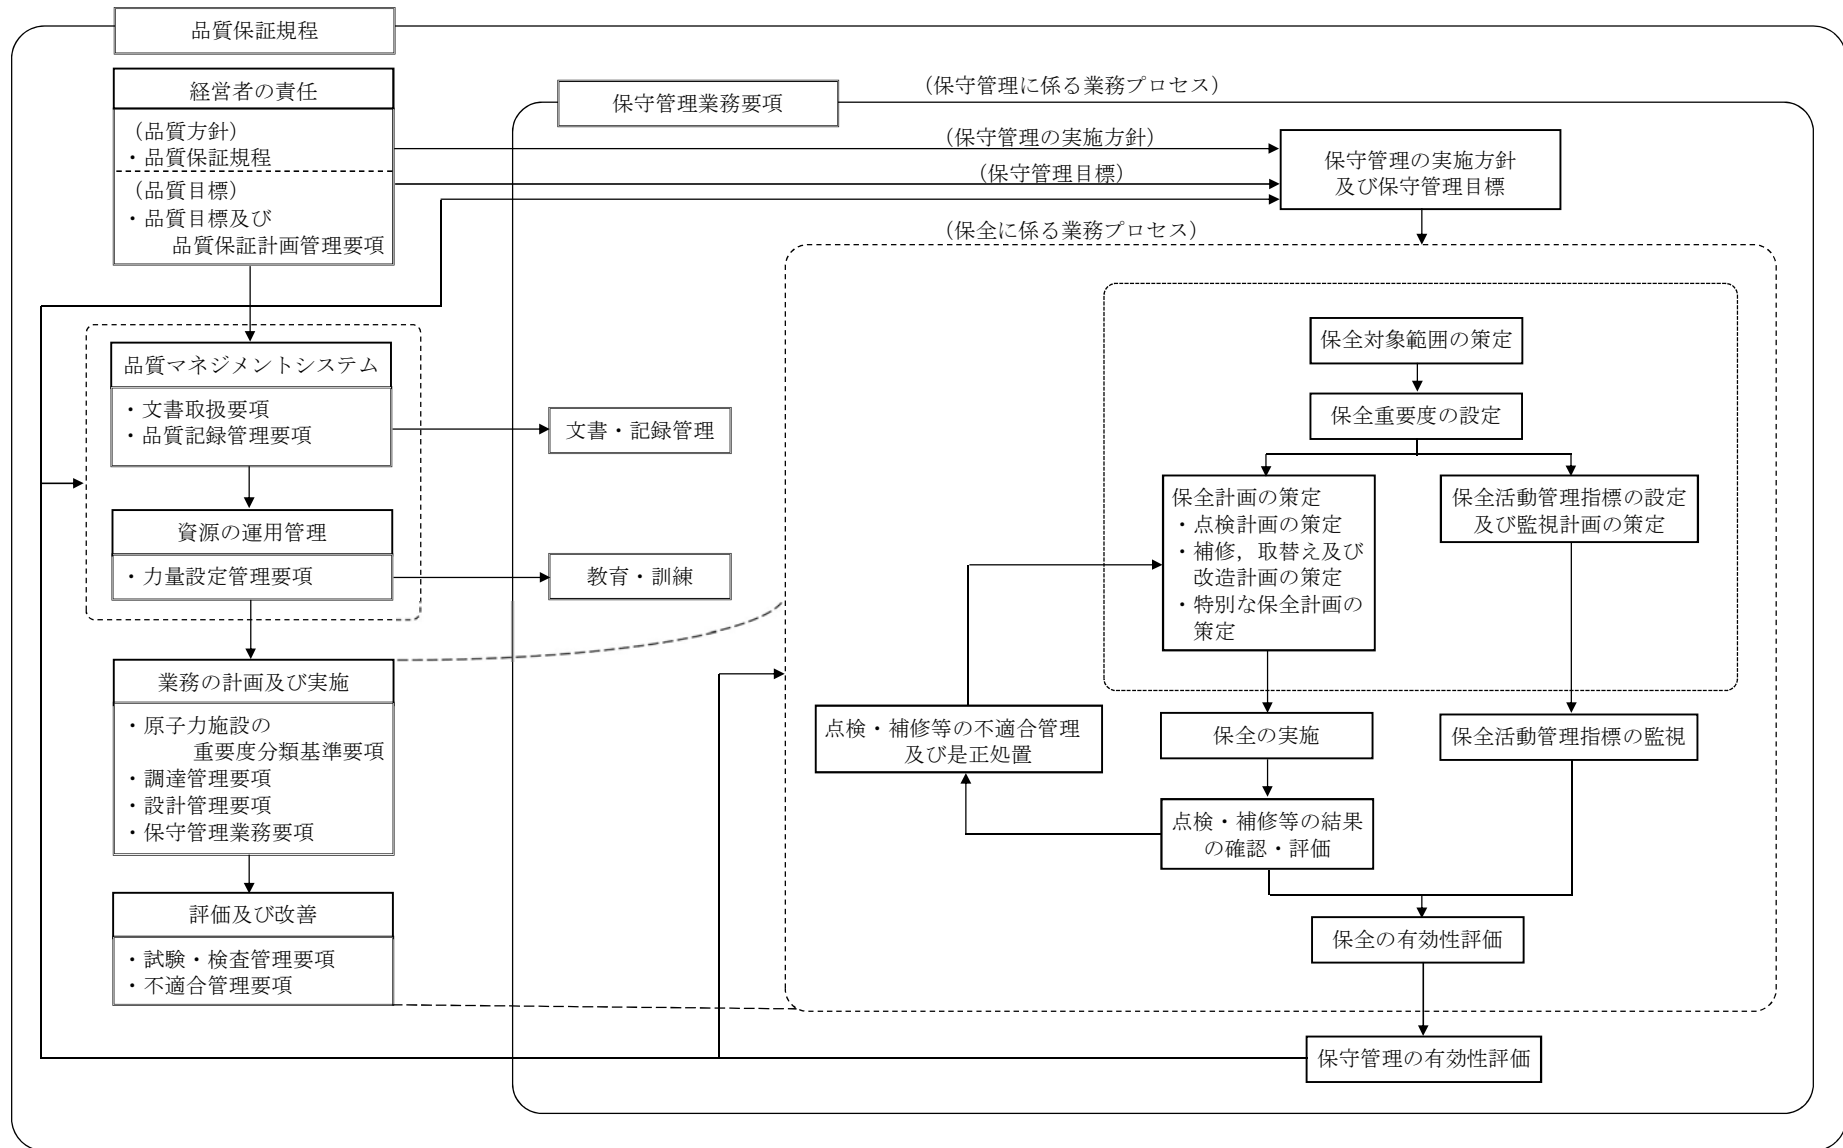 品質保証規程
経営者の責任
（品質方針）
・品質保証規程
（品質目標）
・品質目標及び
品質保証計画管理要項
品質マネジメントシステム
・文書取扱要項
・品質記録管理要項
資源の運用管理
・力量設定管理要項
業務の計画及び実施
・原子力施設の
重要度分類基準要項
・調達管理要項
・設計管理要項
・保守管理業務要項
評価及び改善
・試験・検査管理要項
・不適合管理要項
保守管理業務要項
（保守管理に係る業務プロセス）
（保守管理の実施方針）
（保守管理目標）
保守管理の実施方針
及び保守管理目標
文書・記録管理
教育・訓練
（保全に係る業務プロセス）
保全対象範囲の策定
保全重要度の設定
保全計画の策定
・点検計画の策定
・補修，取替え及び
改造計画の策定
・特別な保全計画の
策定
保全活動管理指標の設定
及び監視計画の策定
点検・補修等の不適合管理
及び是正処置
保全の実施
保全活動管理指標の監視
点検・補修等の結果
の確認・評価
保全の有効性評価
保守管理の有効性評価